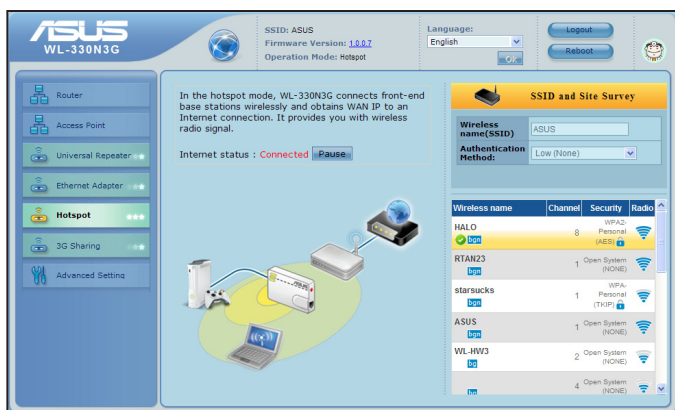 ASUS
WL-330N3G
SSID: ASUS
Firmware Version: 1.0.0.7
Operation Mode: Hotspot
Language:
English
OK
Logout
Reboot
Router
Access Point
Universal Repeater
Ethernet Adapter
Hotspot
3G Sharing
Advanced Setting
In the hotspot mode, WL-330N3G connects front-end
base stations wirelessly and obtains WAN IP to an
Internet connection. It provides you with wireless
radio signal.
Internet status : Connected Pause
SSID and Site Survey
Wireless
name(SSID)
ASUS
Authentication
Method:
Low (None)
Wireless name Channel Security Radio
HALO
bgn
8
WPA2-
Personal
(AES)
RTAN23
bgn
1
Open System
(NONE)
starsucks
bgn
1
WPA-
Personal
(TKIP)
ASUS
bgn
1
Open System
(NONE)
WL-HW3
bg
2
Open System
(NONE)
4
Open System
(NONE)